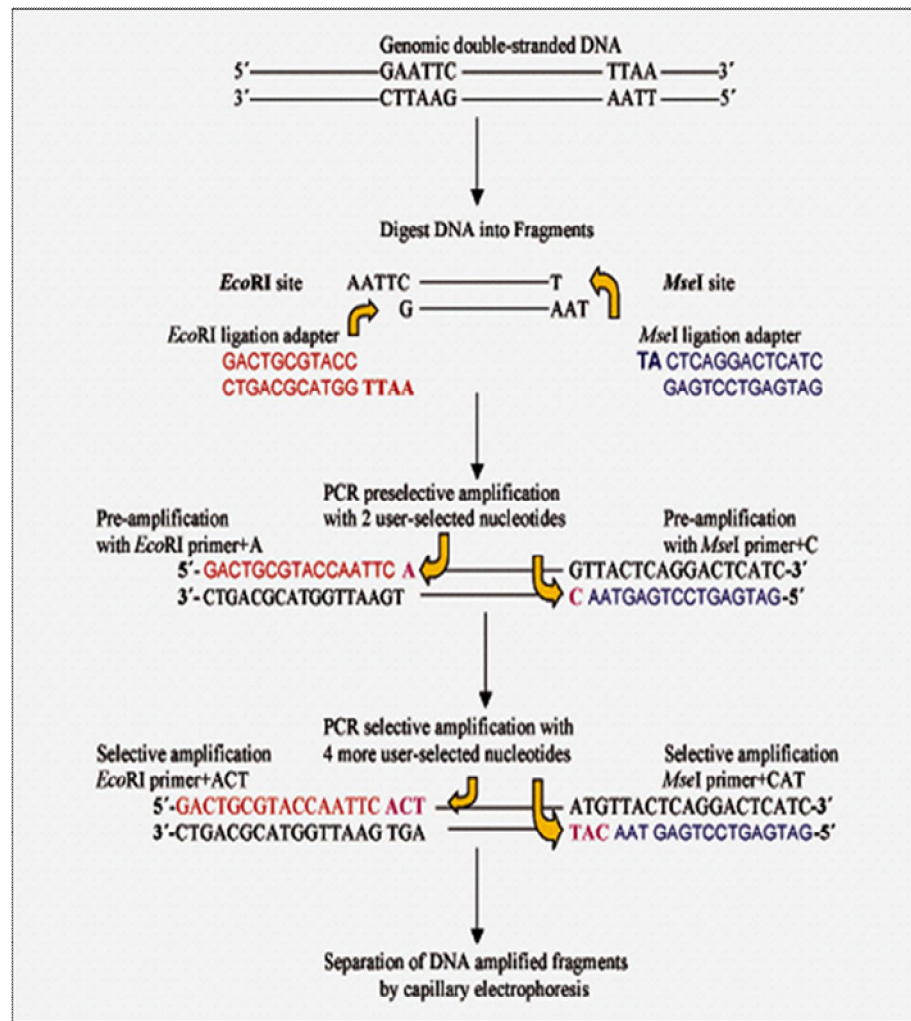 Genomic double-stranded DNA
5´ GAATTC TTAA 3´
3´ CTTAAG AATT 5´
Digest DNA into Fragments
EcoRI site AATTC T MseI site
G AAT
EcoRI ligation adapter MseI ligation adapter
GACTGCGTACC TA CTCAGGACTCATC
CTGACGCATGG TTAA GAGTCCTGAGTAG
PCR preselective amplification
with 2 user-selected nucleotides
Pre-amplification Pre-amplification
with EcoRI primer+A with MseI primer+C
5´- GACTGCGTACCAATTC A GTTACTCAGGACTCATC-3´
3´- CTGACGCATGGTTAAGT C AATGAGTCCTGAGTAG-5´
PCR selective amplification with
4 more user-selected nucleotides
Selective amplification Selective amplification
EcoRI primer+ACT MseI primer+CAT
5´-GACTGCGTACCAATTC ACT ATGTTACTCAGGACTCATC-3´
3´-CTGACGCATGGTTAAG TGA TAC AAT GAGTCCTGAGTAG-5´
Separation of DNA amplified fragments
by capillary electrophoresis